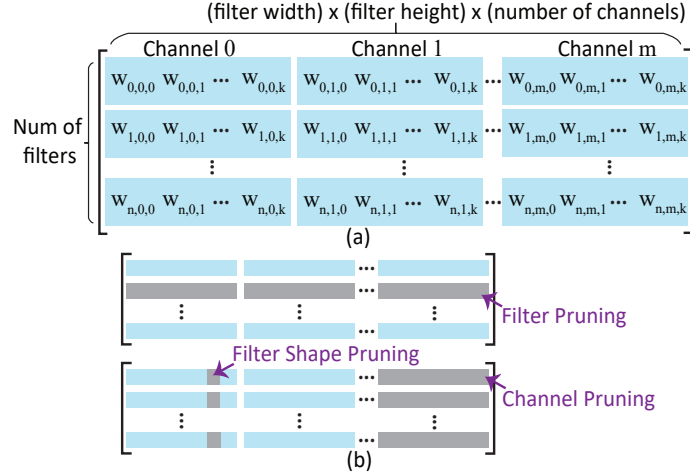 (filter width) x (filter height) x (number of channels)
Channel 0 Channel 1 Channel m
W0,0,0 W0,0,1 ··· W0,0,k W0,1,0 W0,1,1 ··· W0,1,k ··· W0,m,0 W0,m,1 ··· W0,m,k
Num of filters
W1,0,0 W1,0,1 ··· W1,0,k W1,1,0 W1,1,1 ··· W1,1,k ··· W1,m,0 W1,m,1 ··· W1,m,k
Wn,0,0 Wn,0,1 ··· Wn,0,k Wn,1,0 Wn,1,1 ··· Wn,1,k ··· Wn,m,0 Wn,m,1 ··· Wn,m,k
(a)
Filter Pruning
Filter Shape Pruning
Channel Pruning
(b)